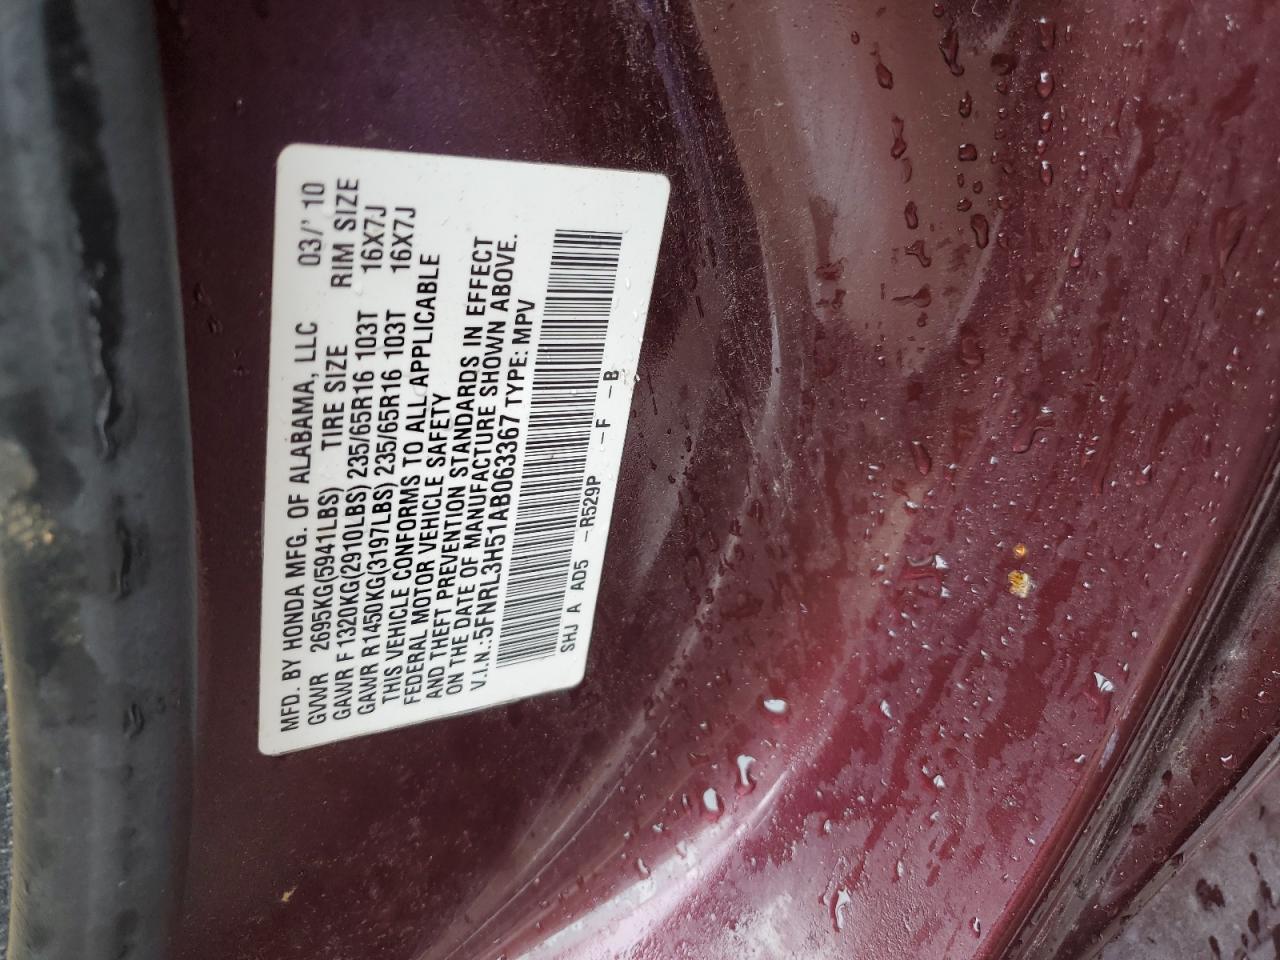 MFD. BY HONDA MFG. OF ALABAMA, LLC 03/' 10
GVWR 2695KG(5941LBS) TIRE SIZE RIM SIZE
GAWR F 1320KG(2910LBS) 235/65R16 103T 16X7J
GAWR R1450KG(3197LBS) 235/65R16 103T 16X7J
THIS VEHICLE CONFORMS TO ALL APPLICABLE
FEDERAL MOTOR VEHICLE SAFETY
AND THEFT PREVENTION STANDARDS IN EFFECT
ON THE DATE OF MANUFACTURE SHOWN ABOVE.
V.I.N.:5FNRL3H51AB063367 TYPE: MPV
SHJ A AD5 -R529P -F -B